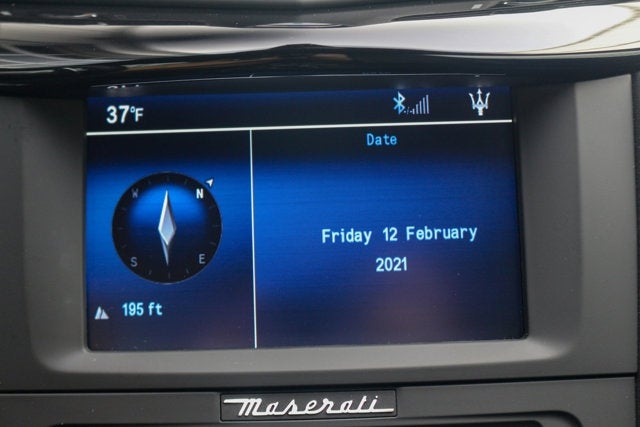 37°F
Date
W N
S E
Friday 12 February
2021
195 ft
Maserati